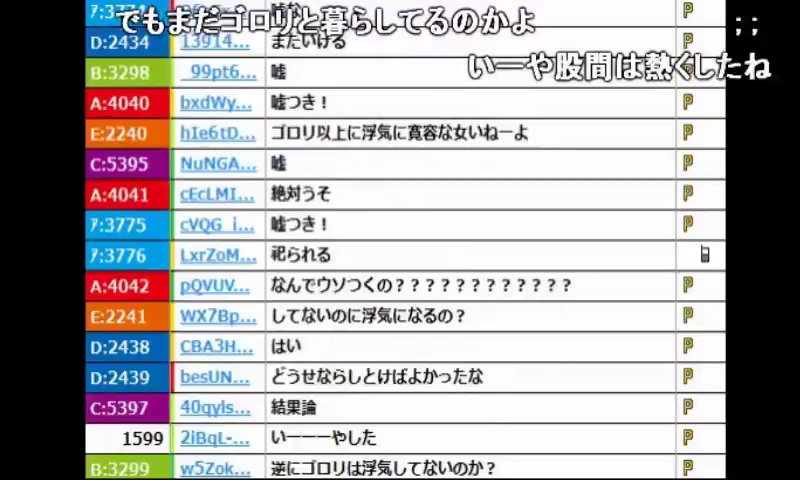 でもまだゴロリと暮らしてるのかよ
；；
D:2434 13914... まだいける P
いーや股間は熱くしたね
B:3298 _99pt6... 嘘 P
A:4040 bxdWy... 嘘つき！ P
E:2240 hIe6tD... ゴロリ以上に浮気に寛容な女いねーよ P
C:5395 NuNGA... 嘘 P
A:4041 cEcLMI... 絶対うそ P
ｱ:3775 cVQG_i... 嘘つき！ P
ｱ:3776 LxrZoM... 祀られる
A:4042 pQVUV... なんでウソつくの？？？？？？？？？？？？ P
E:2241 WX7Bp... してないのに浮気になるの？ P
D:2438 CBA3H... はい P
D:2439 besUN... どうせならしとけばよかったな P
C:5397 40qyls... 結果論 P
1599 2iBqL-... いーーーやした P
B:3299 w5Zok... 逆にゴロリは浮気してないのか？ P